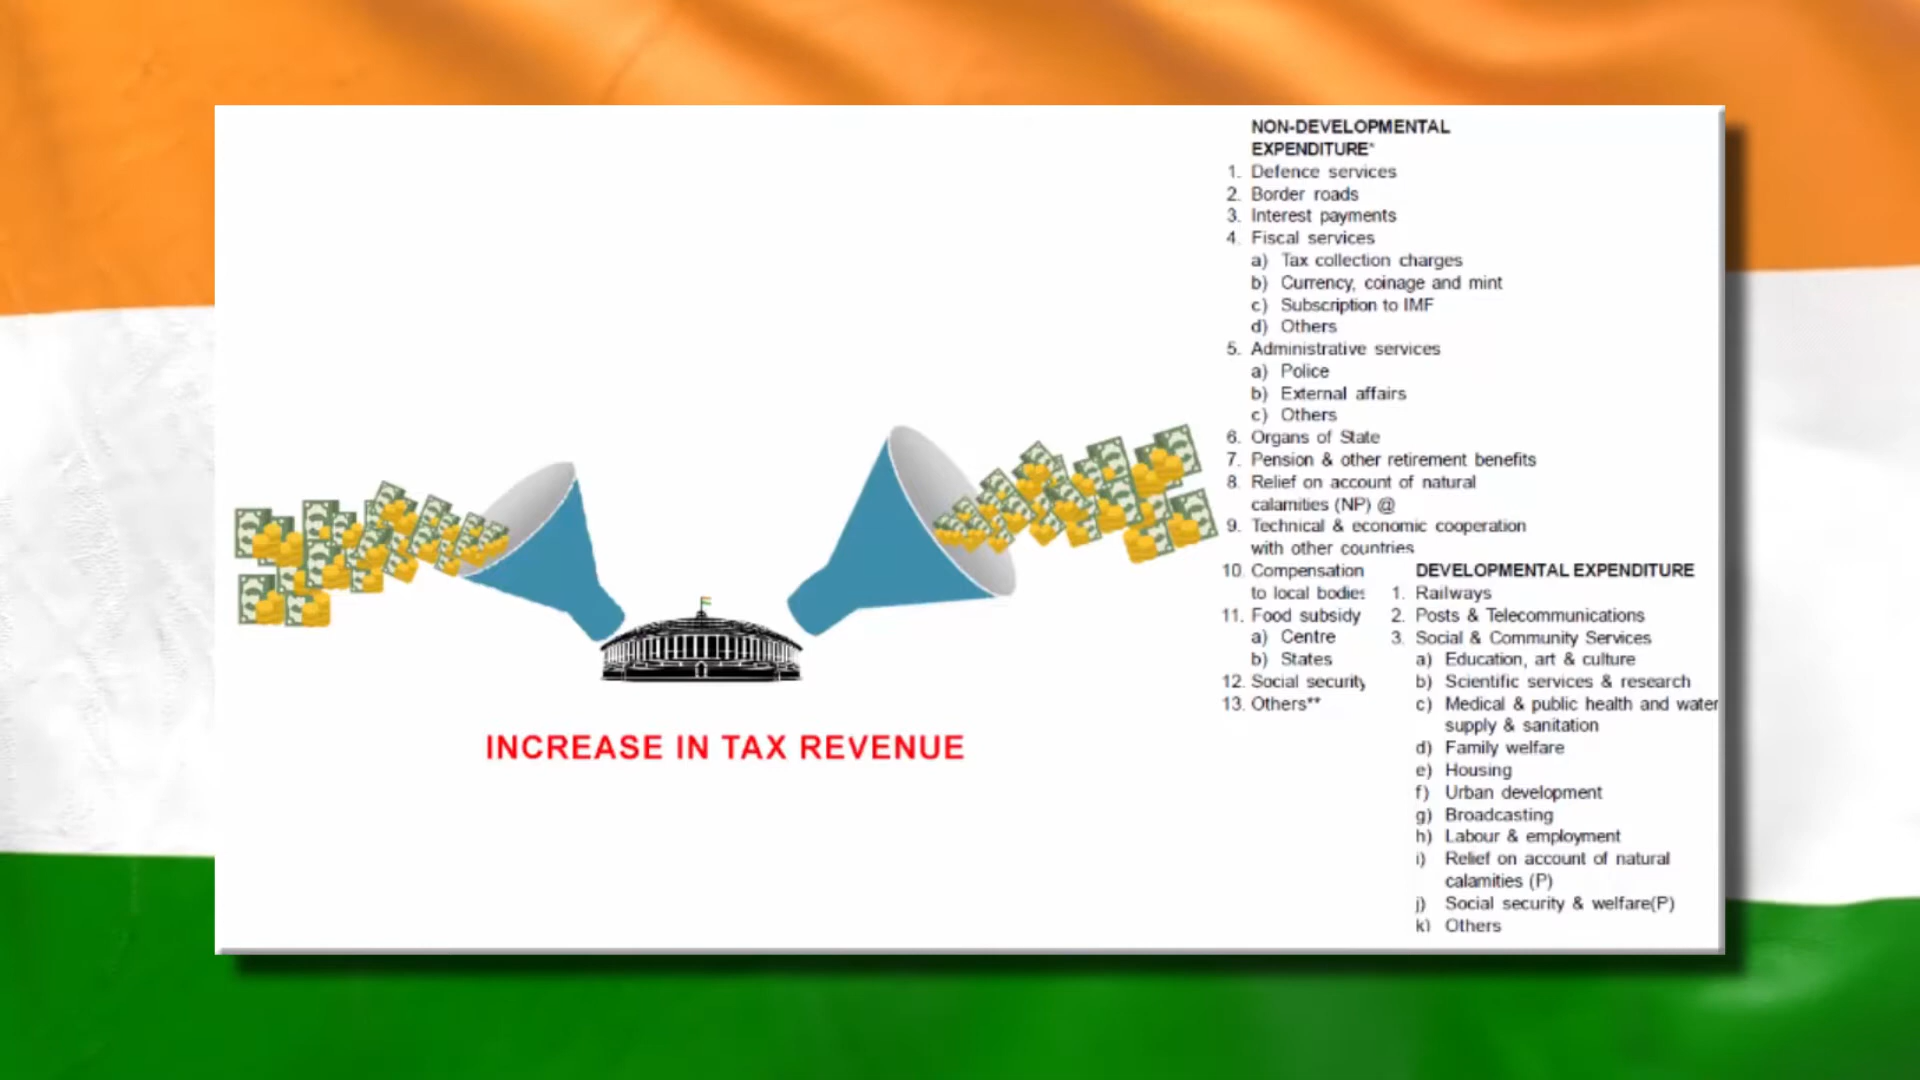 NON-DEVELOPMENTAL
EXPENDITURE*
1. Defence services
2. Border roads
3. Interest payments
4. Fiscal services
a) Tax collection charges
b) Currency, coinage and mint
c) Subscription to IMF
d) Others
5. Administrative services
a) Police
b) External affairs
c) Others
6. Organs of State
7. Pension & other retirement benefits
8. Relief on account of natural
calamities (NP) @
9. Technical & economic cooperation
with other countries
10. Compensation
to local bodies
11. Food subsidy
a) Centre
b) States
12. Social security
13. Others**
DEVELOPMENTAL EXPENDITURE
1. Railways
2. Posts & Telecommunications
3. Social & Community Services
a) Education, art & culture
b) Scientific services & research
c) Medical & public health and water
supply & sanitation
d) Family welfare
e) Housing
f) Urban development
g) Broadcasting
h) Labour & employment
i) Relief on account of natural
calamities (P)
j) Social security & welfare(P)
k) Others
INCREASE IN TAX REVENUE